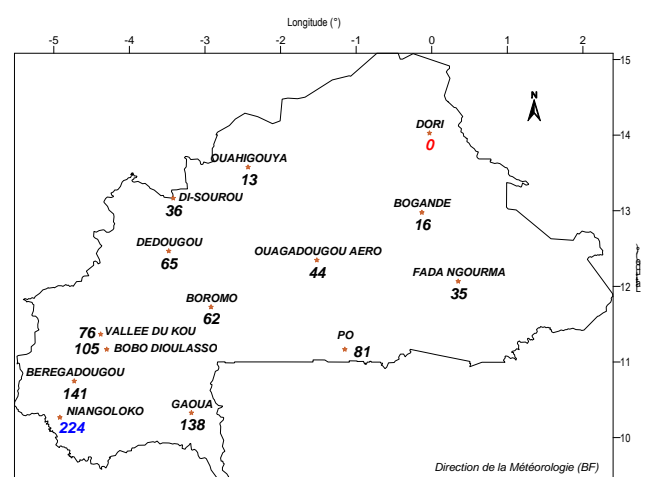 Longitude (°)
-5 -4 -3 -2 -1 0 1 2
15
N
DORI
14
0
OUAHIGOUYA
13
DI-SOUROU
36
BOGANDE
13
16
DEDOUGOU
65
OUAGADOUGOU AERO
44
FADA NGOURMA
12
35
BOROMO
62
76 VALLEE DU KOU
105 BOBO DIOULASSO
PO
81
11
BEREGADOUGOU
141
NIANGOLOKO
224
GAOUA
138
10
Direction de la Météorologie (BF)